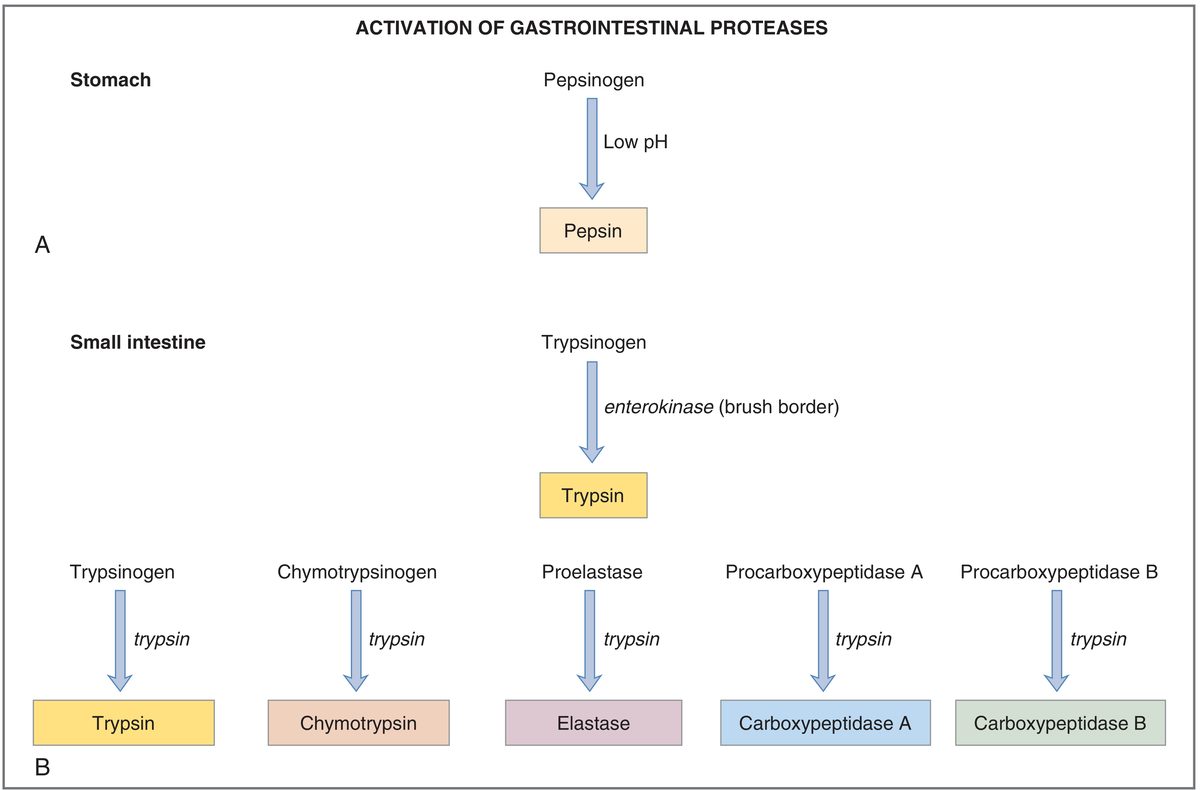 ACTIVATION OF GASTROINTESTINAL PROTEASES
Stomach
Pepsinogen
Low pH
Pepsin
A
Small intestine
Trypsinogen
enterokinase (brush border)
Trypsin
Trypsinogen
Chymotrypsinogen
Proelastase
Procarboxypeptidase A
Procarboxypeptidase B
trypsin
trypsin
trypsin
trypsin
trypsin
Trypsin
Chymotrypsin
Elastase
Carboxypeptidase A
Carboxypeptidase B
B